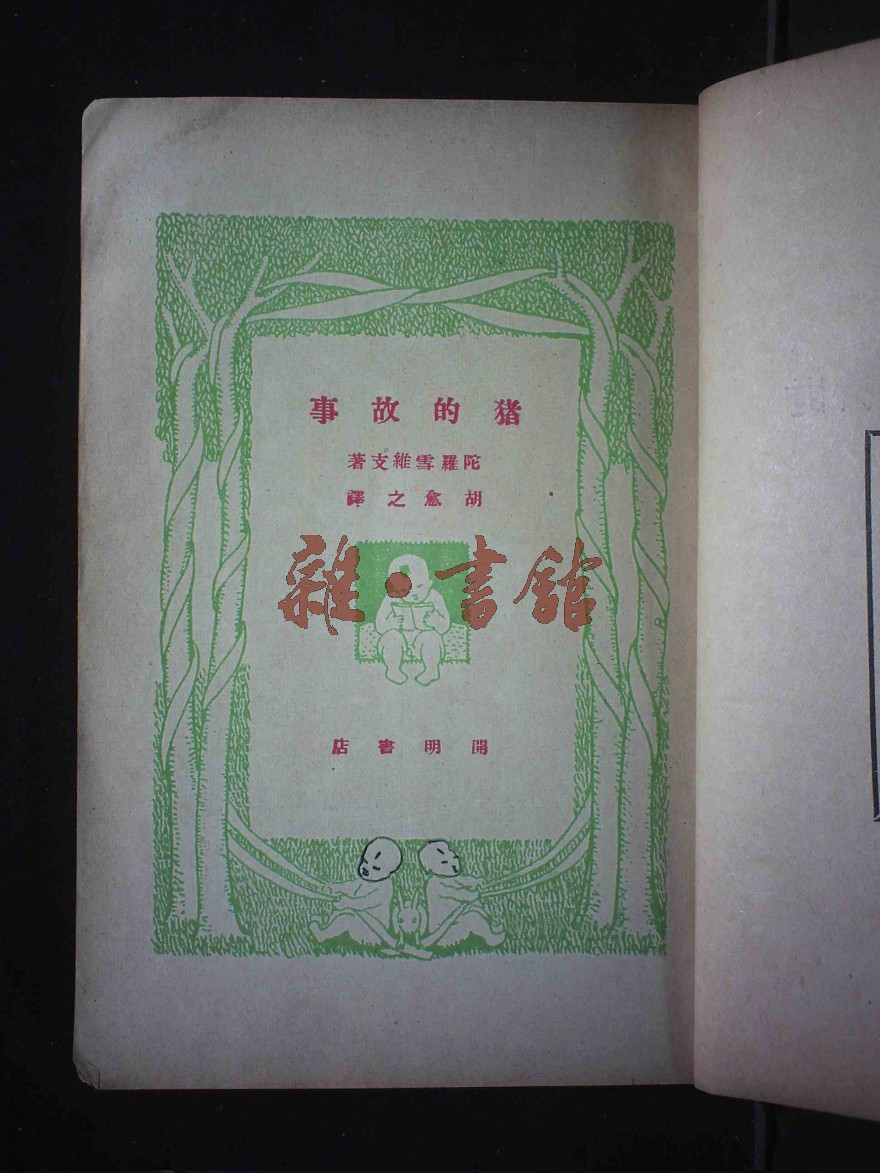 猪的故事
陀羅雪維支著
胡愈之譯
雜·書館
開明書店